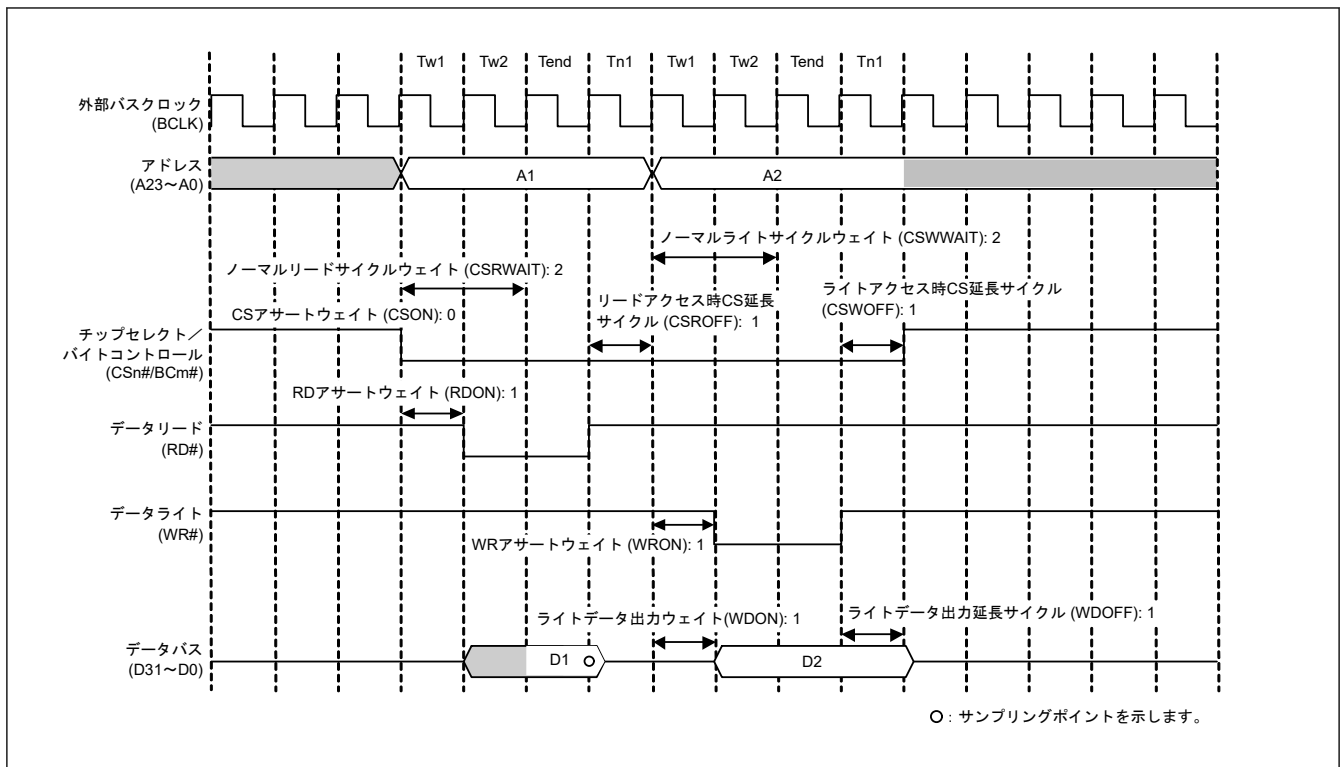 Tw1 Tw2 Tend Tn1 Tw1 Tw2 Tend Tn1
外部バスクロック
(BCLK)
アドレス
(A23～A0)
A1
A2
ノーマルライトサイクルウェイト (CSWWAIT): 2
ノーマルリードサイクルウェイト (CSRWAIT): 2
リードアクセス時CS延長
サイクル (CSROFF): 1
ライトアクセス時CS延長サイクル
(CSWOFF): 1
CSアサートウェイト (CSON): 0
チップセレクト／
バイトコントロール
(CSn#/BCm#)
RDアサートウェイト (RDON): 1
データリード
(RD#)
データライト
(WR#)
WRアサートウェイト (WRON): 1
ライトデータ出力ウェイト(WDON): 1
ライトデータ出力延長サイクル (WDOFF): 1
データバス
(D31～D0)
D1
D2
：サンプリングポイントを示します。